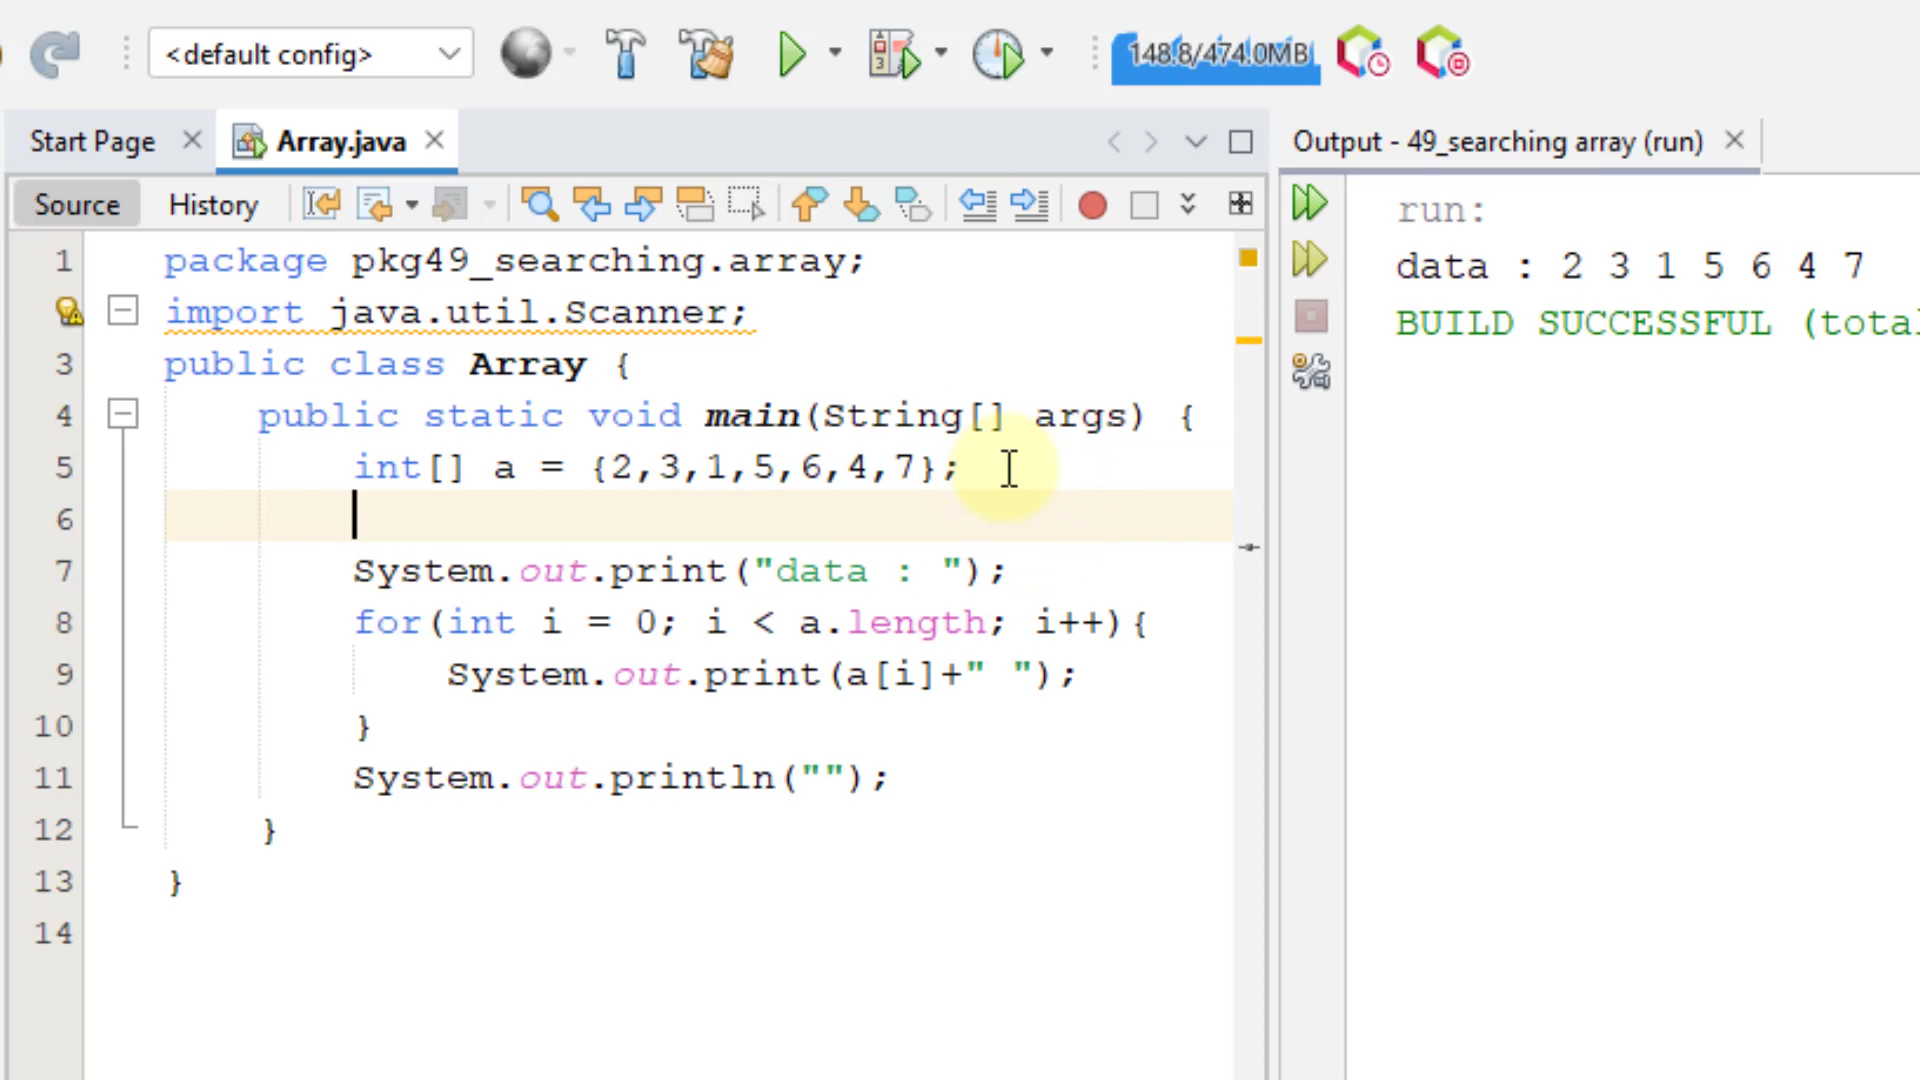 <default config>
148.8/474.0MB
Start Page
Array.java
Output - 49_searching array (run)
Source
History
1 package pkg49_searching.array;
import java.util.Scanner;
3 public class Array {
4 public static void main(String[] args) {
5 int[] a = {2,3,1,5,6,4,7};
6
7 System.out.print("data : ");
8 for(int i = 0; i < a.length; i++){
9 System.out.print(a[i]+" ");
10 }
11 System.out.println("");
12 }
13 }
14
run:
data : 2 3 1 5 6 4 7
BUILD SUCCESSFUL (total